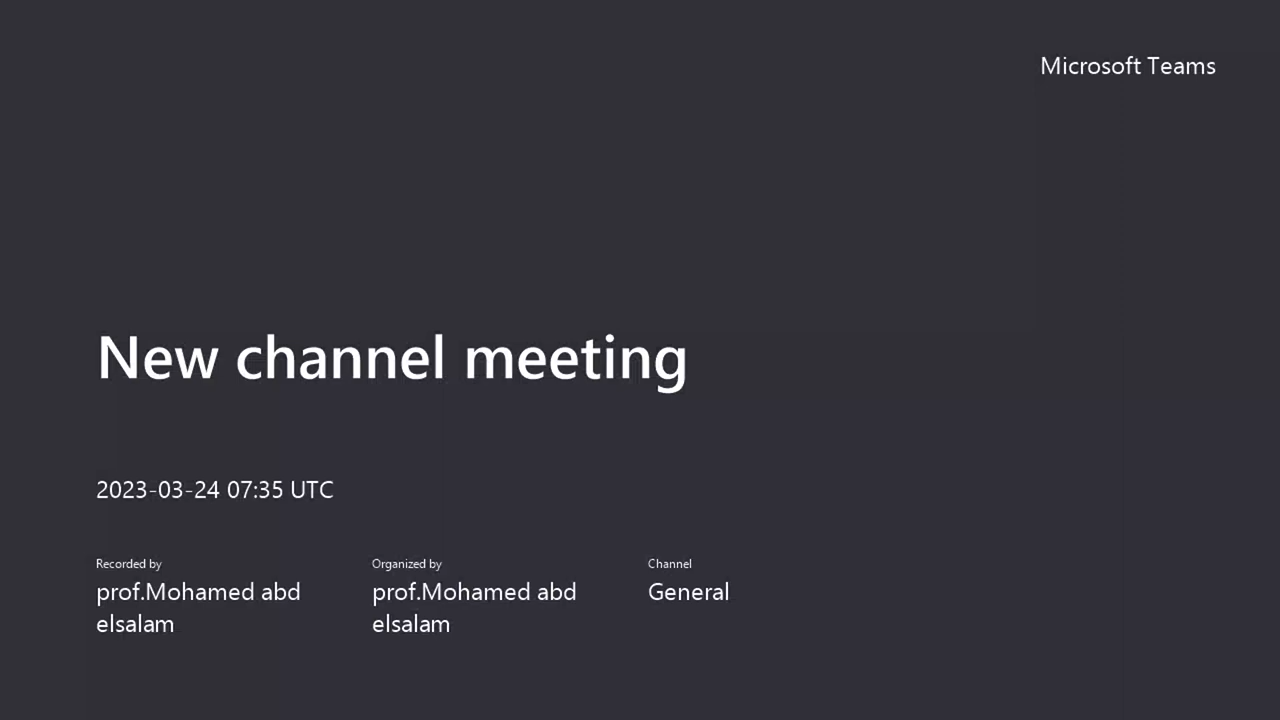 Microsoft Teams
New channel meeting
2023-03-24 07:35 UTC
Recorded by
prof.Mohamed abd
elsalam
Organized by
prof.Mohamed abd
elsalam
Channel
General